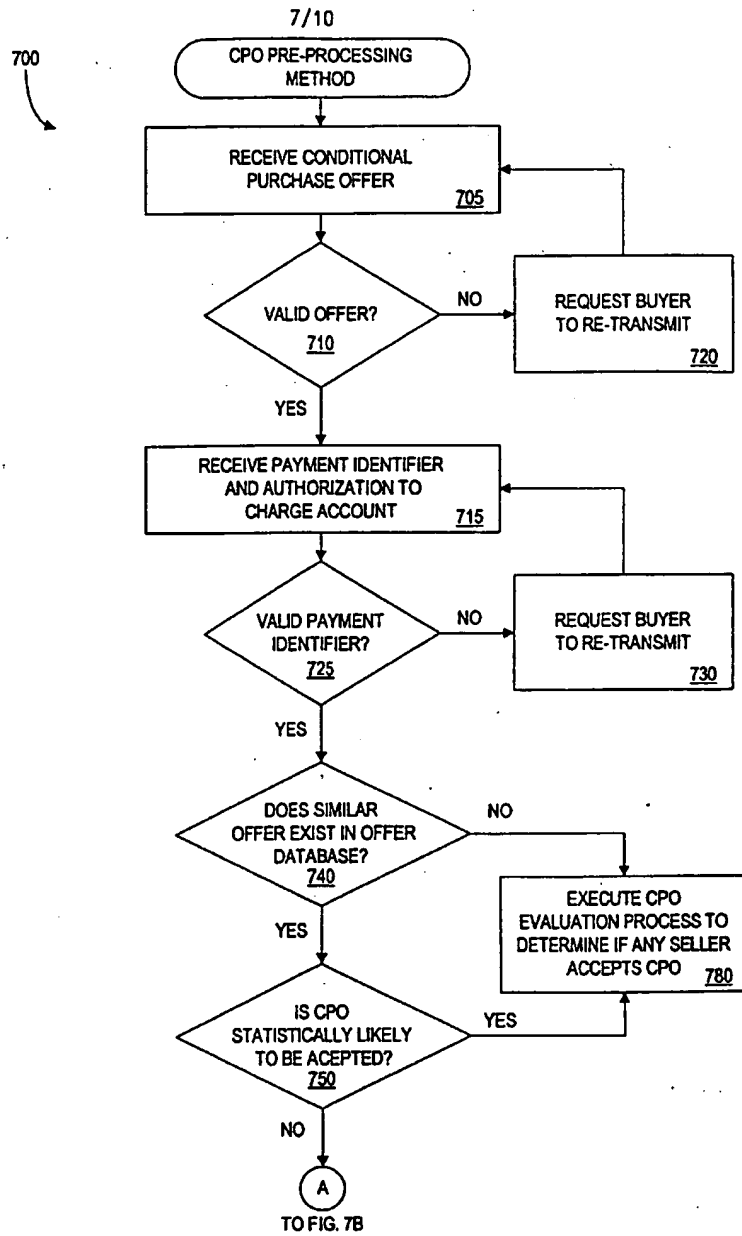 7/10
700
CPO PRE-PROCESSING
METHOD
RECEIVE CONDITIONAL
PURCHASE OFFER
705
VALID OFFER?
710
NO
REQUEST BUYER
TO RE-TRANSMIT
720
YES
RECEIVE PAYMENT IDENTIFIER
AND AUTHORIZATION TO
CHARGE ACCOUNT
715
VALID PAYMENT
IDENTIFIER?
725
NO
REQUEST BUYER
TO RE-TRANSMIT
730
YES
DOES SIMILAR
OFFER EXIST IN OFFER
DATABASE?
740
NO
EXECUTE CPO
EVALUATION PROCESS TO
DETERMINE IF ANY SELLER
ACCEPTS CPO
780
YES
IS CPO
STATISTICALLY LIKELY
TO BE ACEPTED?
750
YES
NO
A
TO FIG. 7B